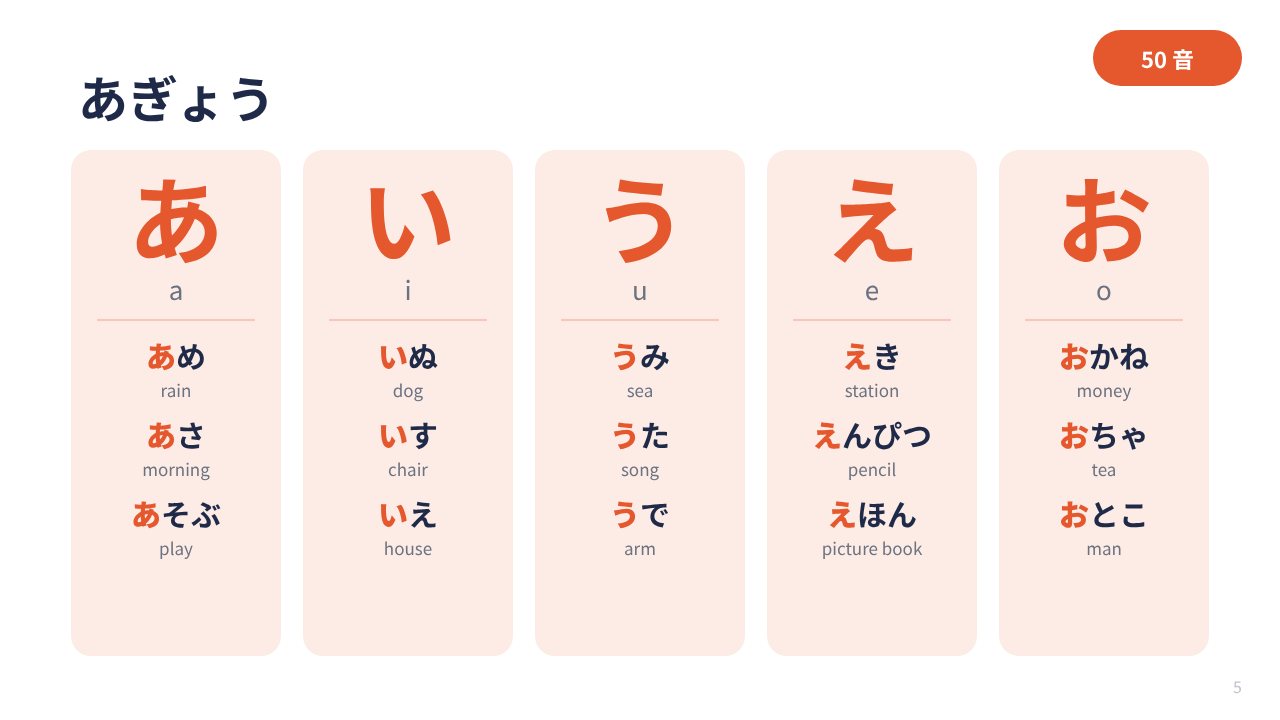 50 音
あぎょう
あ
a
あめ
rain
あさ
morning
あそぶ
play
い
i
いぬ
dog
いす
chair
いえ
house
う
u
うみ
sea
うた
song
うで
arm
え
e
えき
station
えんぴつ
pencil
えほん
picture book
お
o
おかね
money
おちゃ
tea
おとこ
man
5